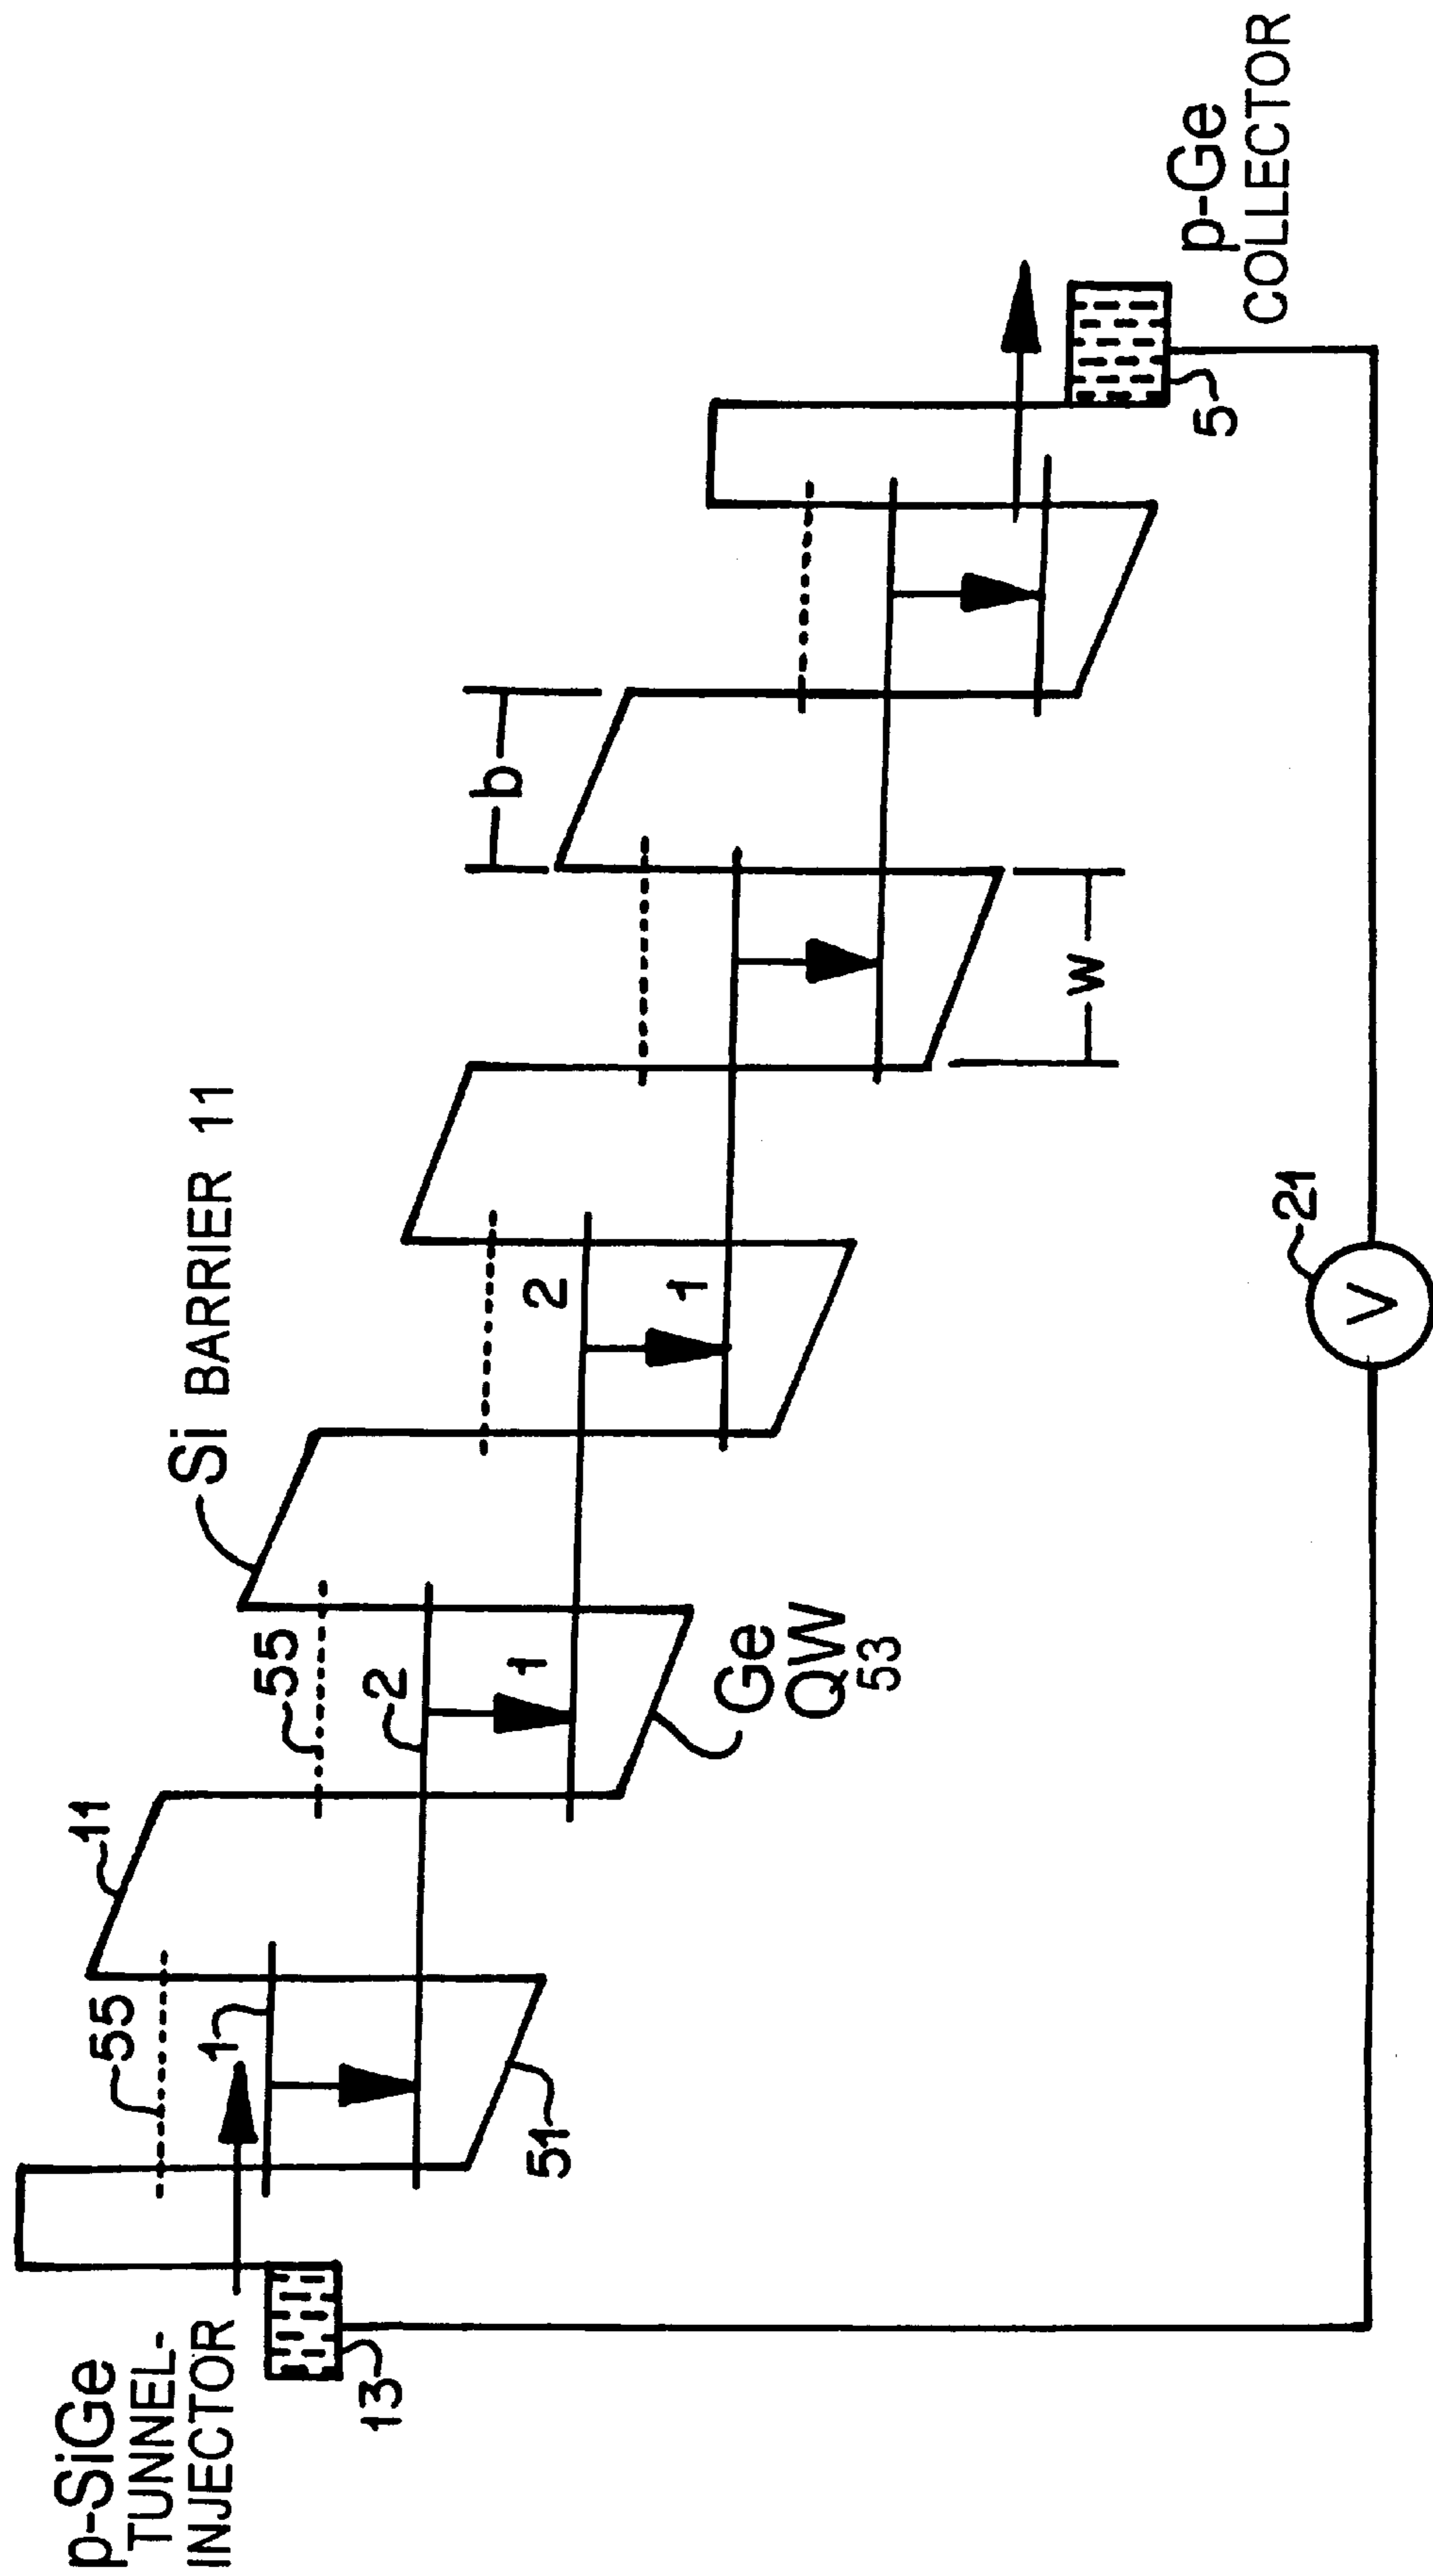 p-SiGe
TUNNEL-
INJECTOR
13
55
1
51
11
55
2
1
Ge
QW
53
Si BARRIER 11
2
1
b
w
21
V
5
p-Ge
COLLECTOR